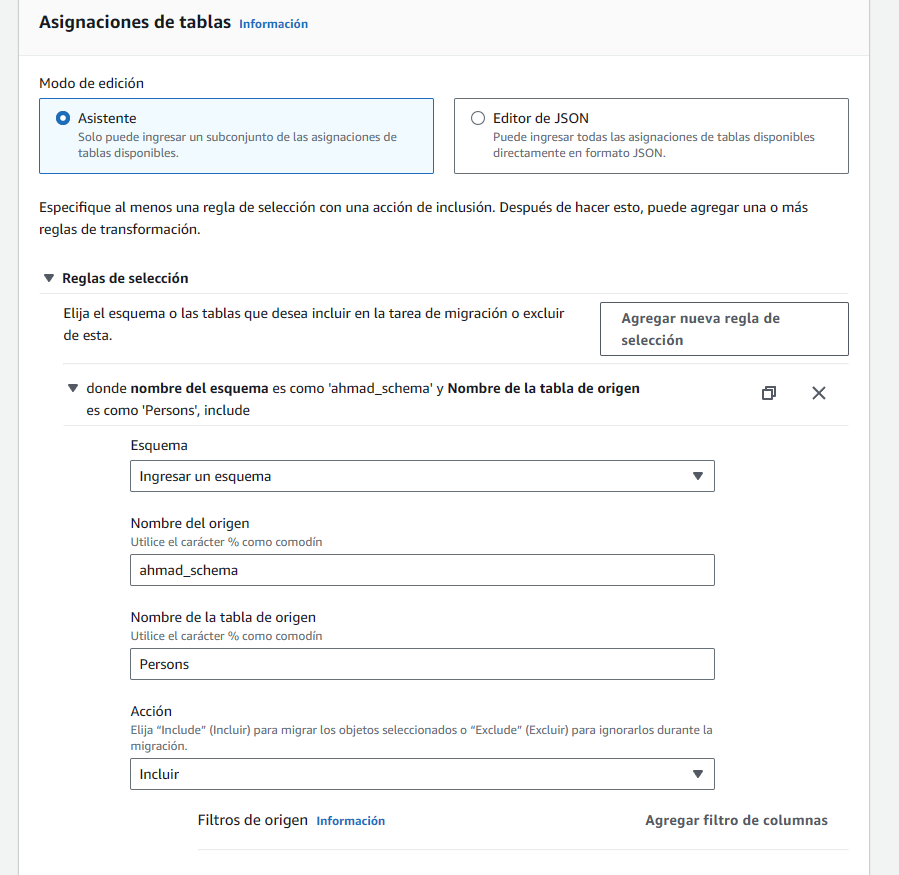 Asignaciones de tablas Información
Modo de edición
Asistente
Solo puede ingresar un subconjunto de las asignaciones de
tablas disponibles.
Editor de JSON
Puede ingresar todas las asignaciones de tablas disponibles
directamente en formato JSON.
Especifique al menos una regla de selección con una acción de inclusión. Después de hacer esto, puede agregar una o más
reglas de transformación.
Reglas de selección
Elija el esquema o las tablas que desea incluir en la tarea de migración o excluir
de esta.
Agregar nueva regla de
selección
donde nombre del esquema es como 'ahmad_schema' y Nombre de la tabla de origen
es como 'Persons', include
Esquema
Ingresar un esquema
Nombre del origen
Utilice el carácter % como comodín
ahmad_schema
Nombre de la tabla de origen
Utilice el carácter % como comodín
Persons
Acción
Elija “Include” (Incluir) para migrar los objetos seleccionados o “Exclude” (Excluir) para ignorarlos durante la
migración.
Incluir
Filtros de origen Información
Agregar filtro de columnas